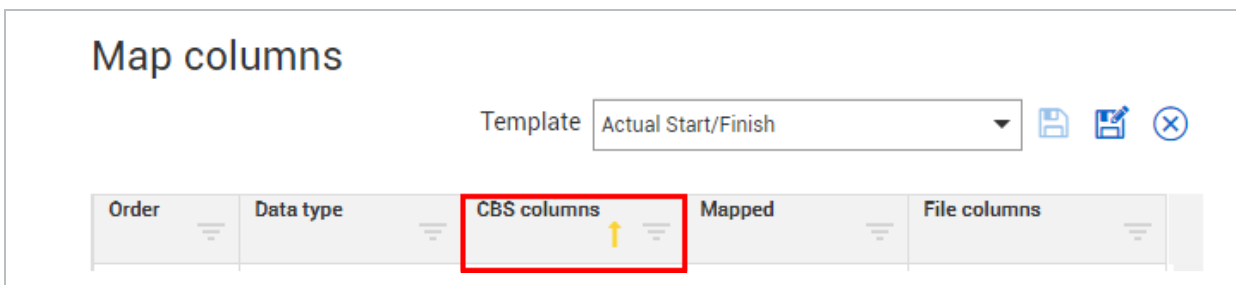 Map columns
Template Actual Start/Finish
Order Data type CBS columns Mapped File columns